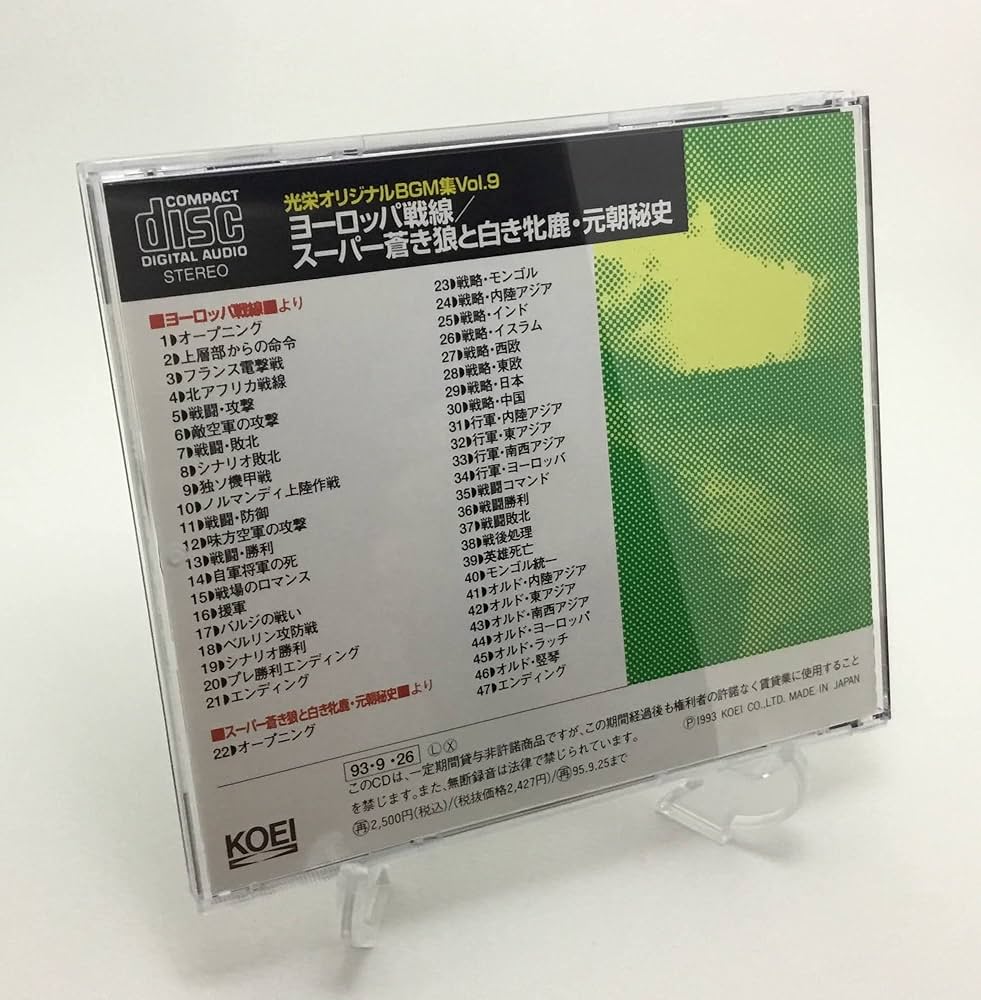 COMPACT
disc
DIGITAL AUDIO
STEREO
光栄オリジナルBGM集Vol.9
ヨーロッパ戦線／
スーパー蒼き狼と白き牝鹿・元朝秘史
■ヨーロッパ戦線■より
1 オープニング
2 上層部からの命令
3 フランス電撃戦
4 北アフリカ戦線
5 戦闘・攻撃
6 敵空軍の攻撃
7 戦闘・敗北
8 シナリオ敗北
9 独ソ機甲戦
10 ノルマンディ上陸作戦
11 戦闘・防御
12 味方空軍の攻撃
13 戦闘・勝利
14 自軍将軍の死
15 戦場のロマンス
16 援軍
17 バルジの戦い
18 ベルリン攻防戦
19 シナリオ勝利
20 プレ勝利エンディング
21 エンディング
■スーパー蒼き狼と白き牝鹿・元朝秘史■より
22 オープニング
23 戦略・モンゴル
24 戦略・内陸アジア
25 戦略・インド
26 戦略・イスラム
27 戦略・西欧
28 戦略・東欧
29 戦略・日本
30 戦略・中国
31 行軍・内陸アジア
32 行軍・東アジア
33 行軍・南西アジア
34 行軍・ヨーロッパ
35 戦闘コマンド
36 戦闘勝利
37 戦闘敗北
38 戦後処理
39 英雄死亡
40 モンゴル統一
41 オルド・内陸アジア
42 オルド・東アジア
43 オルド・南西アジア
44 オルド・ヨーロッパ
45 オルド・ラッチ
46 オルド・竪琴
47 エンディング
93・9・26 Ⓛ Ⓧ
このCDは、一定期間貸与非許諾商品ですが、この期間経過後も権利者の許諾なく賃貸業に使用すること
を禁じます。また、無断録音は法律で禁じられています。
Ⓟ1993 KOEI CO.,LTD. MADE IN JAPAN
㊢2,500円(税込)/(税抜価格2,427円)/㊢95.9.25まで
KOEI